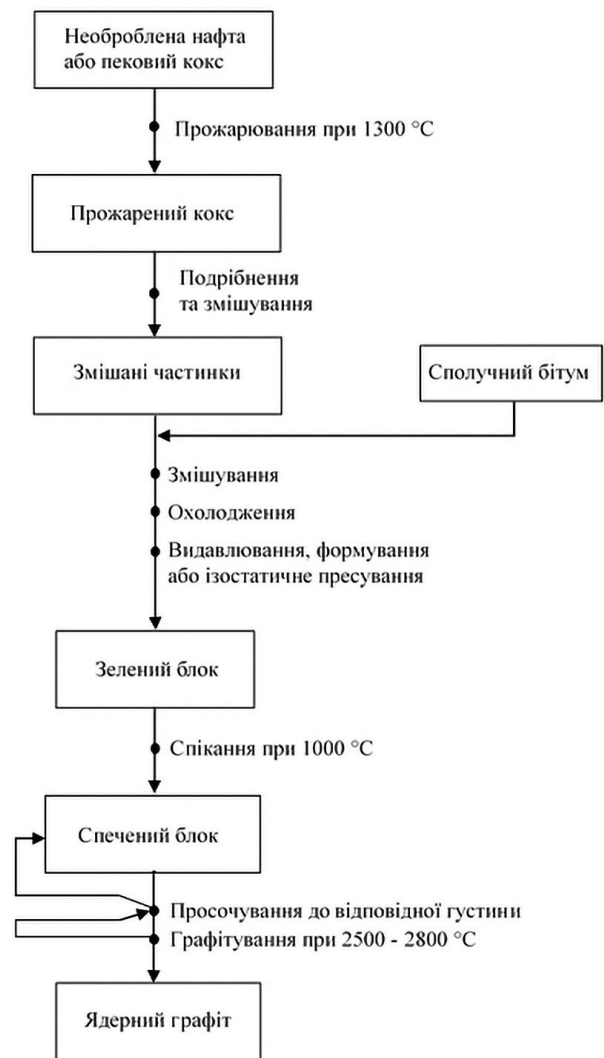 Необроблена нафта
або пековий кокс
Прожарювання при 1300 °С
Прожарений кокс
Подрібнення
та змішування
Змішані частинки
Сполучний бітум
Змішування
Охолодження
Видавлювання, формування
або ізостатичне пресування
Зелений блок
Спікання при 1000 °С
Спечений блок
Просочування до відповідної густини
Графітування при 2500 - 2800 °С
Ядерний графіт